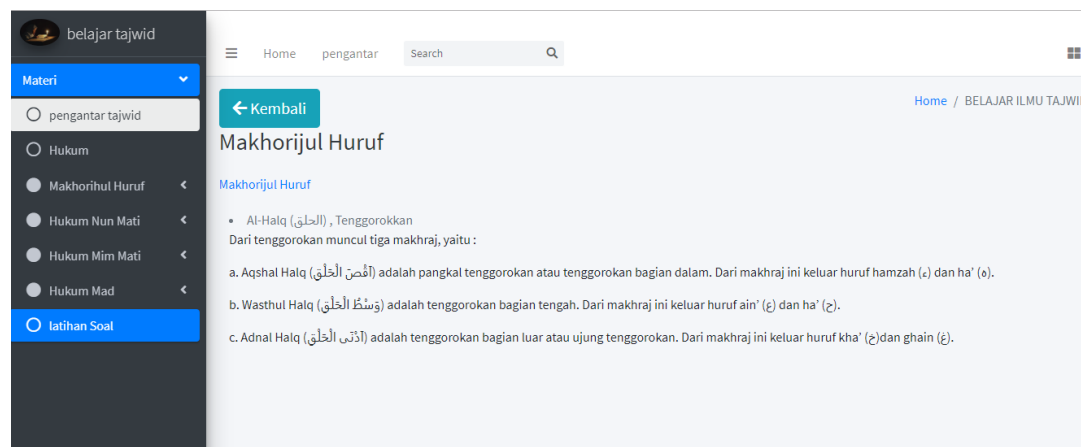 belajar tajwid
Home pengantar Search
Materi
pengantar tajwid
Hukum
Makhorihul Huruf
Hukum Nun Mati
Hukum Mim Mati
Hukum Mad
latihan Soal
Kembali
Home / BELAJAR ILMU TAJWI
Makhorijul Huruf
Makhorijul Huruf
• Al-Halq (الحلق) , Tenggorokkan
Dari tenggorokan muncul tiga makhraj, yaitu :
a. Aqshal Halq (اَقْصَ الْحَلْق) adalah pangkal tenggorokan atau tenggorokan bagian dalam. Dari makhraj ini keluar huruf hamzah (ء) dan ha’ (ه).
b. Wasthul Halq (وَسْطُ الْحَلْق) adalah tenggorokan bagian tengah. Dari makhraj ini keluar huruf ain’ (ع) dan ha’ (ح).
c. Adnal Halq (اَدْنَى الْحَلْق) adalah tenggorokan bagian luar atau ujung tenggorokan. Dari makhraj ini keluar huruf kha’ (خ)dan ghain (غ).